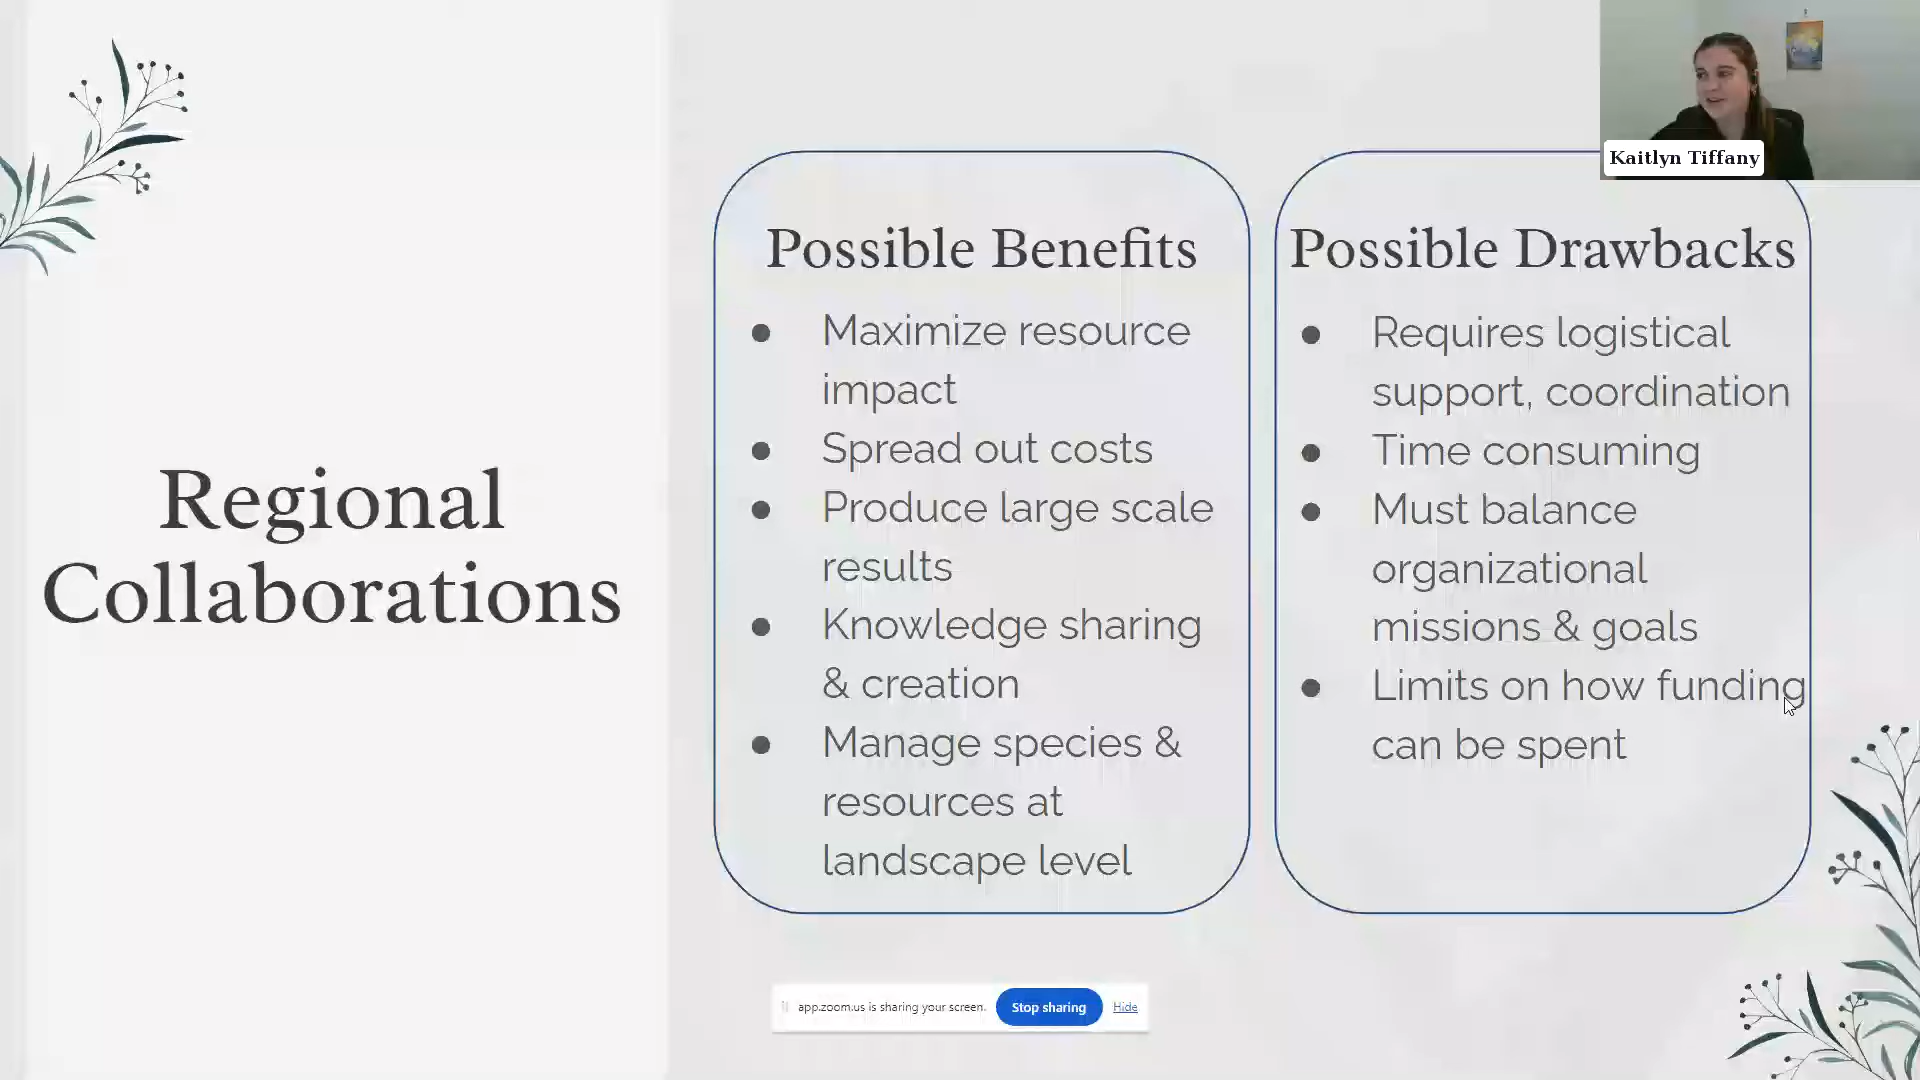 Kaitlyn Tiffany
Regional
Collaborations
Possible Benefits
● Maximize resource
impact
● Spread out costs
● Produce large scale
results
● Knowledge sharing
& creation
● Manage species &
resources at
landscape level
Possible Drawbacks
● Requires logistical
support, coordination
● Time consuming
● Must balance
organizational
missions & goals
● Limits on how funding
can be spent
app.zoom.us is sharing your screen. Stop sharing Hide